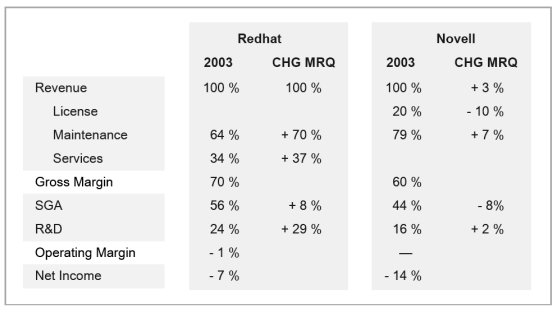 Redhat Novell
2003 CHG MRQ 2003 CHG MRQ
Revenue 100 % 100 % 100 % + 3 %
License 20 % - 10 %
Maintenance 64 % + 70 % 79 % + 7 %
Services 34 % + 37 %
Gross Margin 70 % 60 %
SGA 56 % + 8 % 44 % - 8%
R&D 24 % + 29 % 16 % + 2 %
Operating Margin - 1 % —
Net Income - 7 % - 14 %